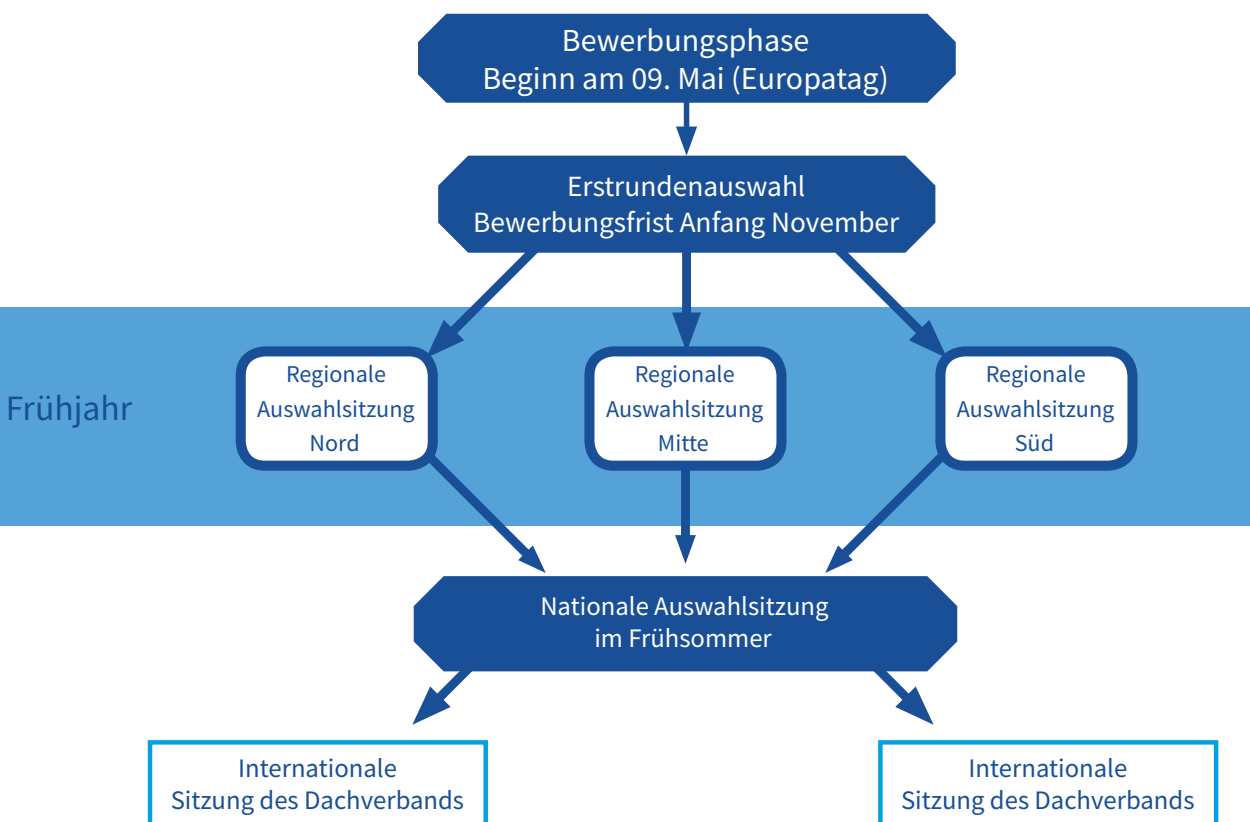 Bewerbungsphase
Beginn am 09. Mai (Europatag)
Erstrundenauswahl
Bewerbungsfrist Anfang November
Frühjahr
Regionale
Auswahlsitzung
Nord
Regionale
Auswahlsitzung
Mitte
Regionale
Auswahlsitzung
Süd
Nationale Auswahlsitzung
im Frühsommer
Internationale
Sitzung des Dachverbands
Internationale
Sitzung des Dachverbands